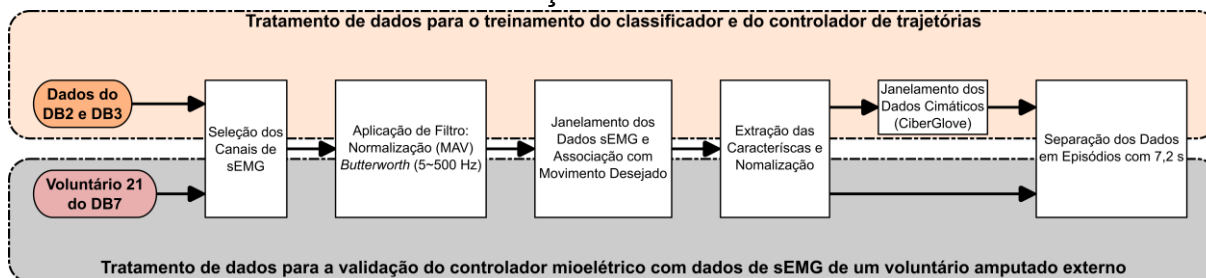 Tratamento de dados para o treinamento do classificador e do controlador de trajetórias
Dados do
DB2 e DB3
Voluntário 21
do DB7
Seleção dos
Canais de
sEMG
Aplicação de Filtro:
Normalização (MAV)
Butterworth (5~500 Hz)
Janelamento dos
Dados sEMG e
Associação com
Movimento Desejado
Extração das
Caracteríscas e
Nomalização
Janelamento dos
Dados Cimáticos
(CiberGlove)
Separação dos Dados
em Episódios com 7,2 s
Tratamento de dados para a validação do controlador mioelétrico com dados de sEMG de um voluntário amputado externo